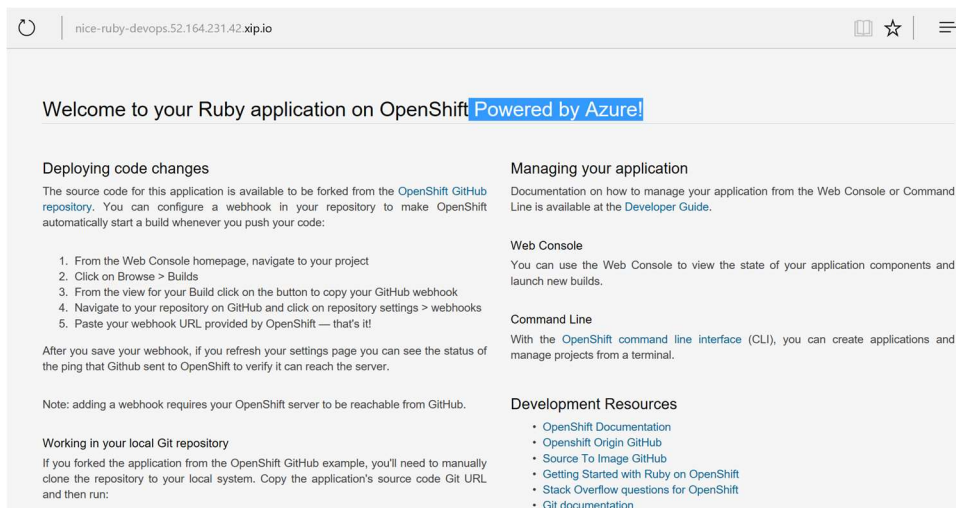 nice-ruby-devops.52.164.231.42.xip.io
Welcome to your Ruby application on OpenShift Powered by Azure!
Deploying code changes
The source code for this application is available to be forked from the OpenShift GitHub
repository. You can configure a webhook in your repository to make OpenShift
automatically start a build whenever you push your code:
1. From the Web Console homepage, navigate to your project
2. Click on Browse > Builds
3. From the view for your Build click on the button to copy your GitHub webhook
4. Navigate to your repository on GitHub and click on repository settings > webhooks
5. Paste your webhook URL provided by OpenShift — that's it!
After you save your webhook, if you refresh your settings page you can see the status of
the ping that Github sent to OpenShift to verify it can reach the server.
Note: adding a webhook requires your OpenShift server to be reachable from GitHub.
Working in your local Git repository
If you forked the application from the OpenShift GitHub example, you'll need to manually
clone the repository to your local system. Copy the application's source code Git URL
and then run:
Managing your application
Documentation on how to manage your application from the Web Console or Command
Line is available at the Developer Guide.
Web Console
You can use the Web Console to view the state of your application components and
launch new builds.
Command Line
With the OpenShift command line interface (CLI), you can create applications and
manage projects from a terminal.
Development Resources
• OpenShift Documentation
• Openshift Origin GitHub
• Source To Image GitHub
• Getting Started with Ruby on OpenShift
• Stack Overflow questions for OpenShift
• Git documentation